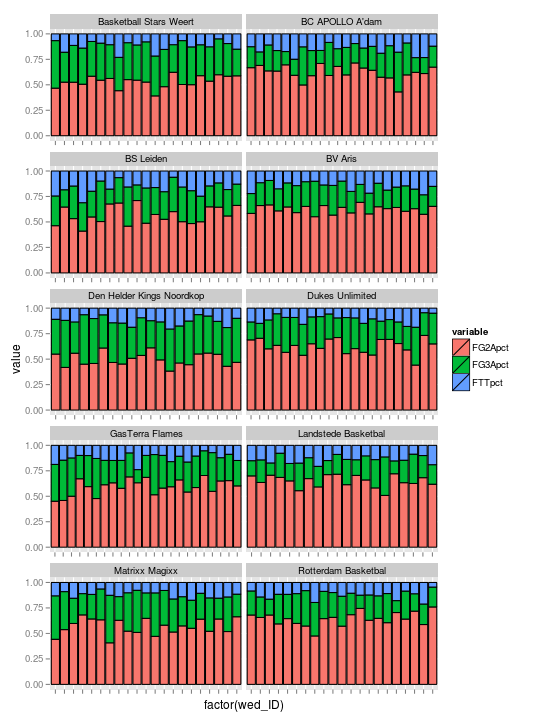 Basketball Stars Weert
BC APOLLO A'dam
1.00
0.75
0.50
0.25
0.00
BS Leiden
BV Aris
1.00
0.75
0.50
0.25
0.00
Den Helder Kings Noordkop
Dukes Unlimited
1.00
0.75
0.50
0.25
0.00
GasTerra Flames
Landstede Basketbal
1.00
0.75
0.50
0.25
0.00
Matrixx Magixx
Rotterdam Basketbal
1.00
0.75
0.50
0.25
0.00
value
factor(wed_ID)
variable
FG2Apct
FG3Apct
FTTpct